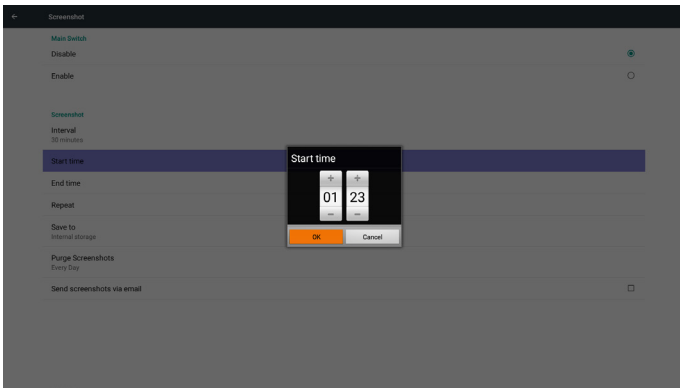 Screenshot
Main Switch
Disable
Enable
Screenshot
Interval
30 minutes
Start time
End time
Repeat
Save to
Internal storage
Purge Screenshots
Every Day
Send screenshots via email
Start time
+ +
01 23
− −
OK Cancel